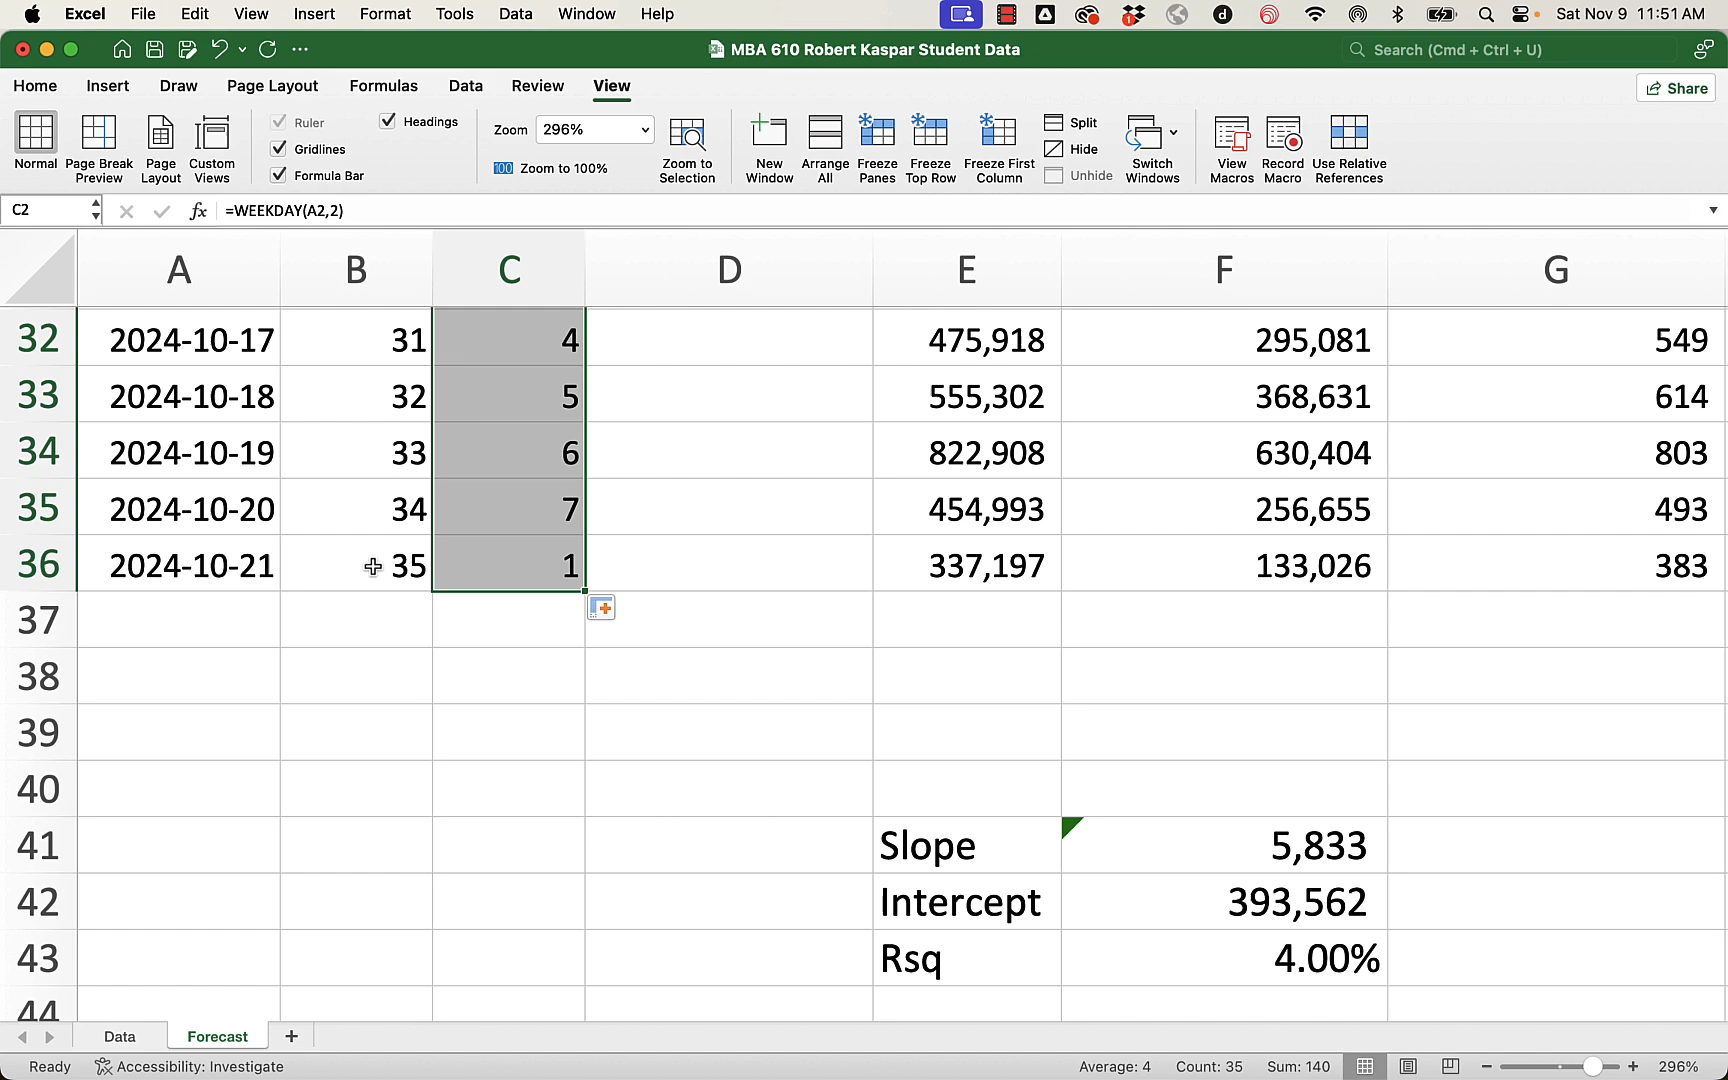 Excel File Edit View Insert Format Tools Data Window Help 1 d Sat Nov 9 11:51 AM
MBA 610 Robert Kaspar Student Data Search (Cmd + Ctrl + U)
Home Insert Draw Page Layout Formulas Data Review View Share
Normal Page Break Preview Page Layout Custom Views
Ruler Headings
Gridlines
Formula Bar
Zoom 296%
100 Zoom to 100%
Zoom to Selection
New Window Arrange All Freeze Panes Freeze Top Row Freeze First Column
Split
Hide
Unhide
Switch Windows
View Macros Record Macro Use Relative References
C2 fx =WEEKDAY(A2,2)
A B C D E F G
32 2024-10-17 31 4 475,918 295,081 549
33 2024-10-18 32 5 555,302 368,631 614
34 2024-10-19 33 6 822,908 630,404 803
35 2024-10-20 34 7 454,993 256,655 493
36 2024-10-21 35 1 337,197 133,026 383
37
38
39
40
41 Slope 5,833
42 Intercept 393,562
43 Rsq 4.00%
44
Data Forecast +
Ready Accessibility: Investigate Average: 4 Count: 35 Sum: 140 − + 296%